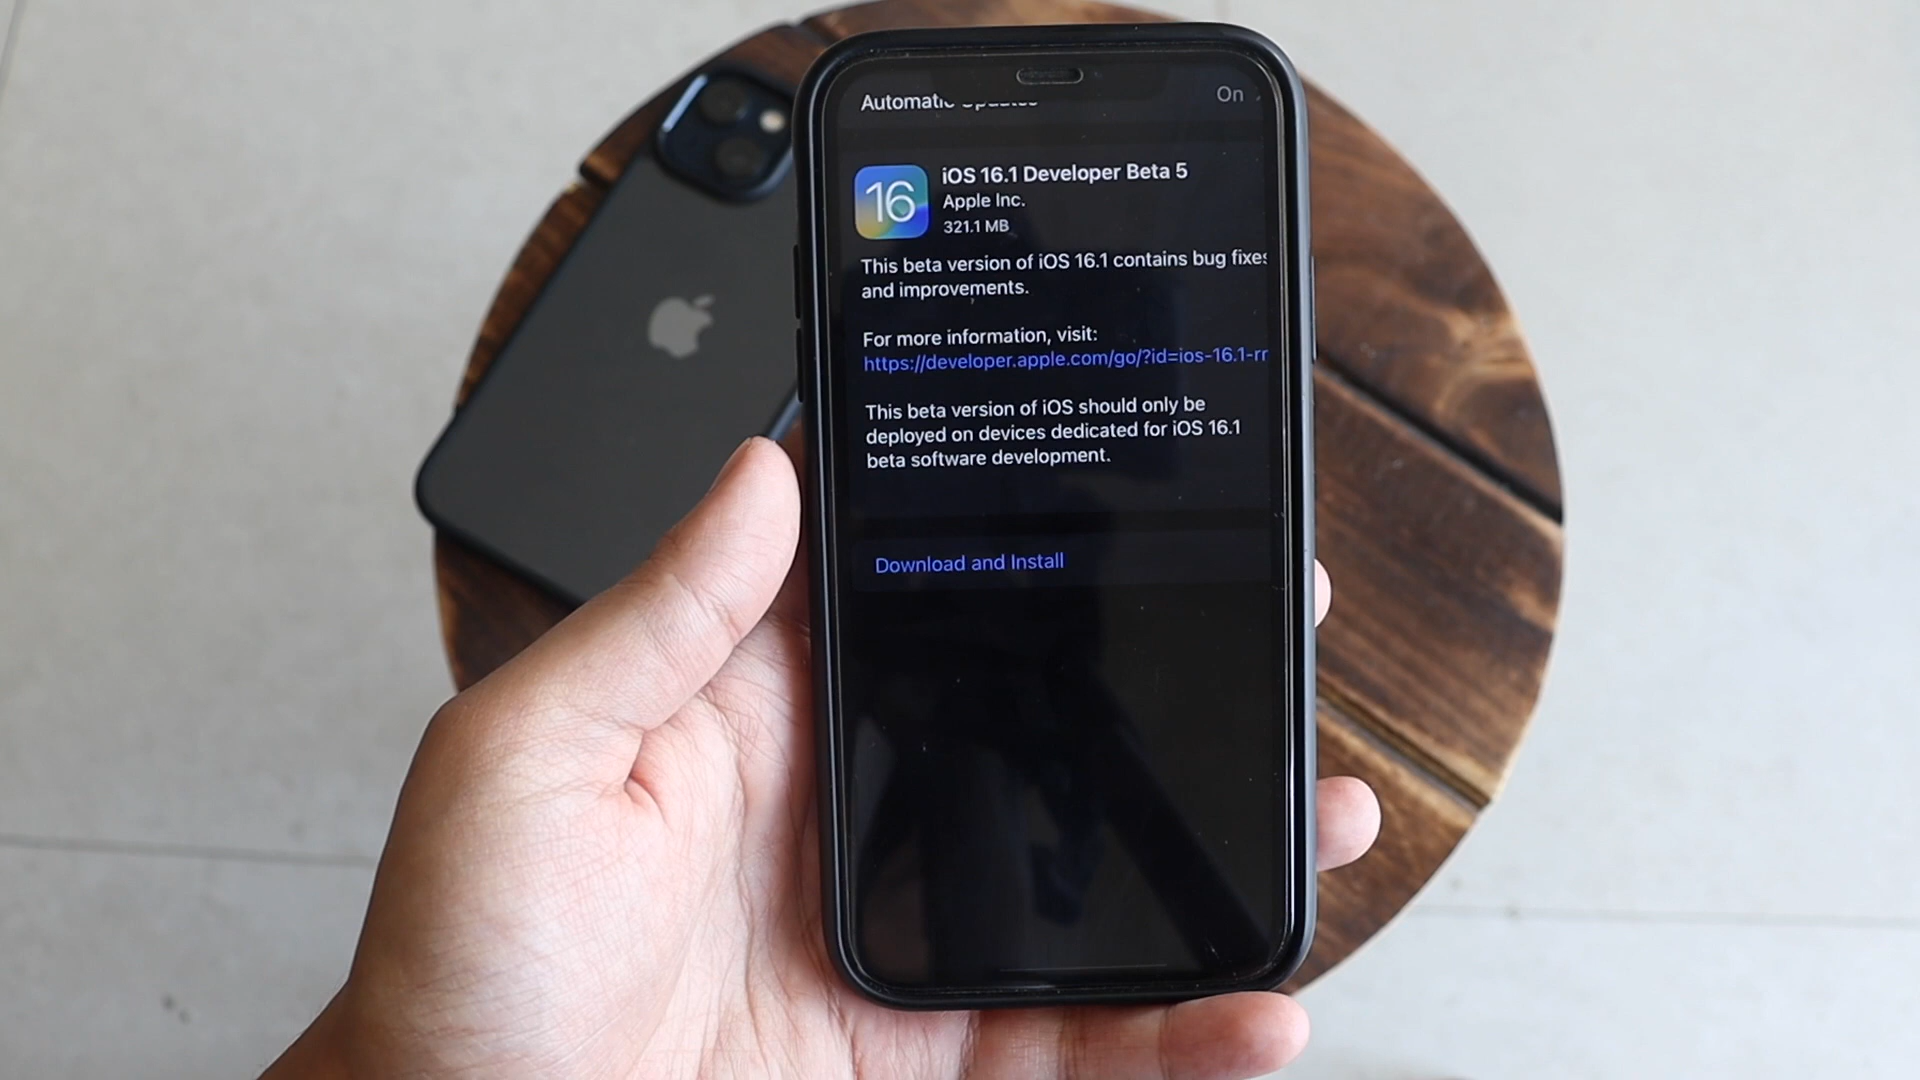 Automatic Updates
On
16
iOS 16.1 Developer Beta 5
Apple Inc.
321.1 MB
This beta version of iOS 16.1 contains bug fixes
and improvements.
For more information, visit:
https://developer.apple.com/go/?id=ios-16.1-rr
This beta version of iOS should only be
deployed on devices dedicated for iOS 16.1
beta software development.
Download and Install